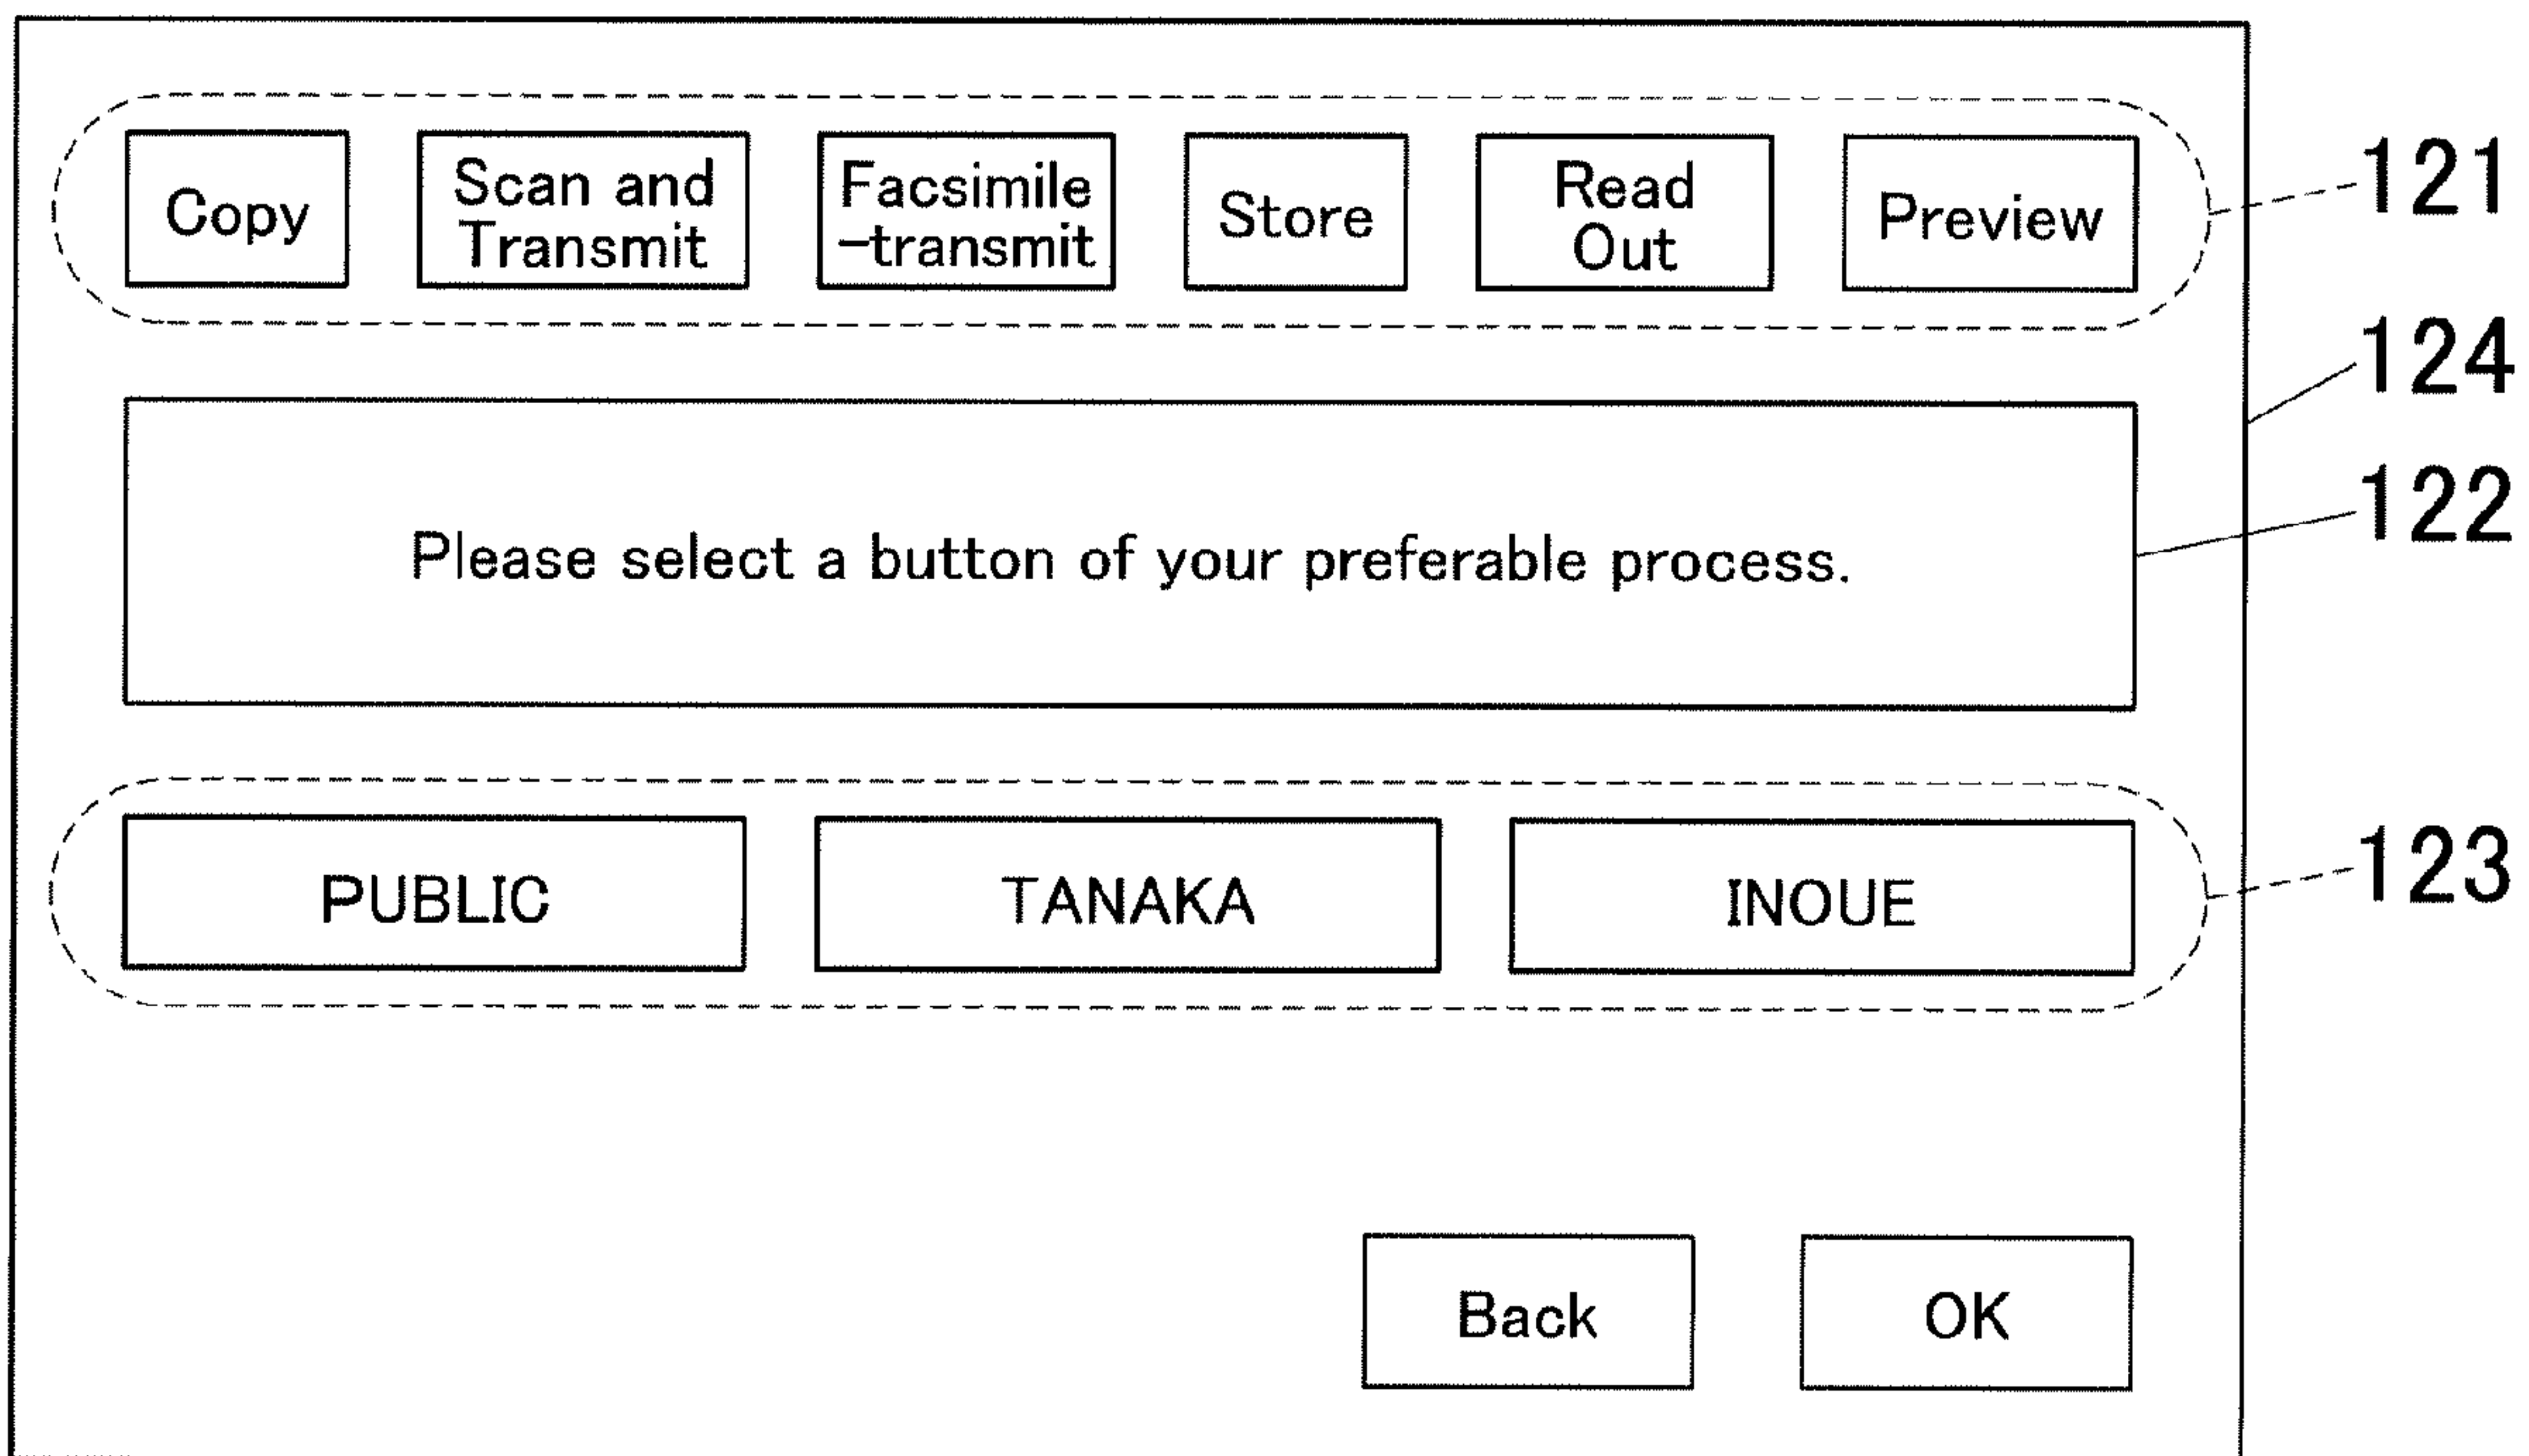 Copy
Scan and
Transmit
Facsimile
-transmit
Store
Read
Out
Preview
121
124
Please select a button of your preferable process.
122
PUBLIC
TANAKA
INOUE
123
Back
OK